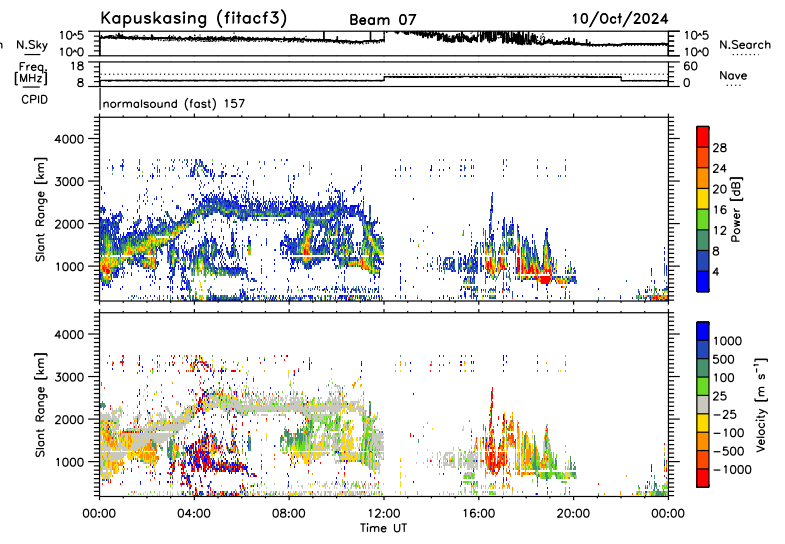 Kapuskasing (fitacf3) Beam 07 10/Oct/2024
n N.Sky 10^5 10^0 10^5 10^0 N.Search
Freq. [MHz] 18 8 60 0 Nave
CPID normalsound (fast) 157
Slant Range [km] 4000 3000 2000 1000
Power [dB] 28 24 20 16 12 8 4
Slant Range [km] 4000 3000 2000 1000
Velocity [m s⁻¹] 1000 500 100 25 −25 −100 −500 −1000
00:00 04:00 08:00 12:00 16:00 20:00 00:00
Time UT